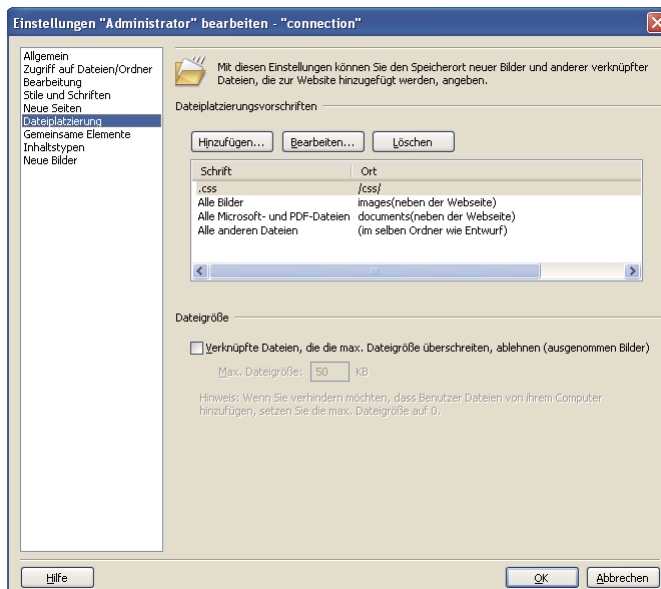 Einstellungen "Administrator" bearbeiten - "connection"
Allgemein
Zugriff auf Dateien/Ordner
Bearbeitung
Stile und Schriften
Neue Seiten
Dateiplatzierung
Gemeinsame Elemente
Inhaltstypen
Neue Bilder
Mit diesen Einstellungen können Sie den Speicherort neuer Bilder und anderer verknüpfter
Dateien, die zur Website hinzugefügt werden, angeben.
Dateiplatzierungsvorschriften
Hinzufügen... Bearbeiten... Löschen
Schrift Ort
.css /css/
Alle Bilder images(neben der Webseite)
Alle Microsoft- und PDF-Dateien documents(neben der Webseite)
Alle anderen Dateien (im selben Ordner wie Entwurf)
Dateigröße
Verknüpfte Dateien, die die max. Dateigröße überschreiten, ablehnen (ausgenommen Bilder)
Max. Dateigröße: 50 KB
Hinweis: Wenn Sie verhindern möchten, dass Benutzer Dateien von ihrem Computer
hinzufügen, setzen Sie die max. Dateigröße auf 0.
Hilfe OK Abbrechen